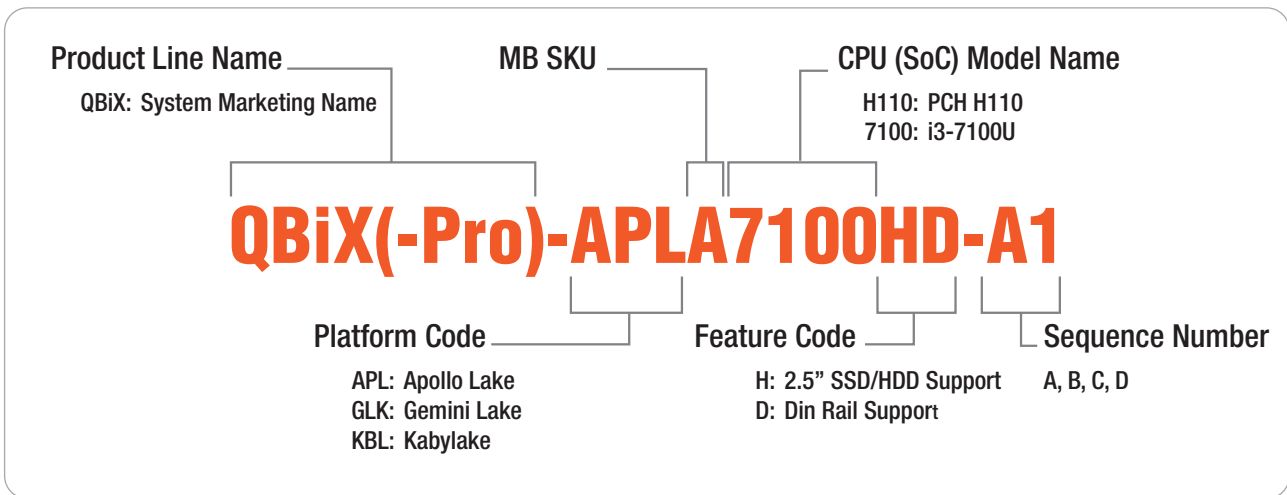 Product Line Name
QBiX: System Marketing Name
MB SKU
CPU (SoC) Model Name
H110: PCH H110
7100: i3-7100U
QBiX(-Pro)-APLA7100HD-A1
Platform Code
APL: Apollo Lake
GLK: Gemini Lake
KBL: Kabylake
Feature Code
H: 2.5” SSD/HDD Support
D: Din Rail Support
Sequence Number
A, B, C, D